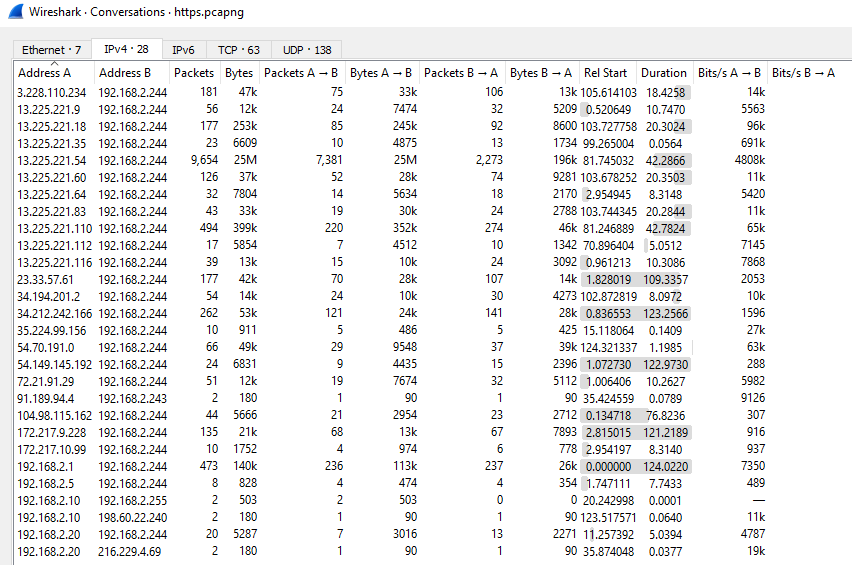 Wireshark · Conversations · https.pcapng
Ethernet · 7 IPv4 · 28 IPv6 TCP · 63 UDP · 138
Address A Address B Packets Bytes Packets A → B Bytes A → B Packets B → A Bytes B → A Rel Start Duration Bits/s A → B Bits/s B → A
3.228.110.234 192.168.2.244 181 47k 75 33k 106 13k 105.614103 18.4258 14k
13.225.221.9 192.168.2.244 56 12k 24 7474 32 5209 0.520649 10.7470 5563
13.225.221.18 192.168.2.244 177 253k 85 245k 92 8600 103.727758 20.3024 96k
13.225.221.35 192.168.2.244 23 6609 10 4875 13 1734 99.265004 0.0564 691k
13.225.221.54 192.168.2.244 9,654 25M 7,381 25M 2,273 196k 81.745032 42.2866 4808k
13.225.221.60 192.168.2.244 126 37k 52 28k 74 9281 103.678252 20.3503 11k
13.225.221.64 192.168.2.244 32 7804 14 5634 18 2170 2.954945 8.3148 5420
13.225.221.83 192.168.2.244 43 33k 19 30k 24 2788 103.744345 20.2844 11k
13.225.221.110 192.168.2.244 494 399k 220 352k 274 46k 81.246889 42.7824 65k
13.225.221.112 192.168.2.244 17 5854 7 4512 10 1342 70.896404 5.0512 7145
13.225.221.116 192.168.2.244 39 13k 15 10k 24 3092 0.961213 10.3086 7868
23.33.57.61 192.168.2.244 177 42k 70 28k 107 14k 1.828019 109.3357 2053
34.194.201.2 192.168.2.244 54 14k 24 10k 30 4273 102.872819 8.0972 10k
34.212.242.166 192.168.2.244 262 53k 121 24k 141 28k 0.836553 123.2566 1596
35.224.99.156 192.168.2.244 10 911 5 486 5 425 15.118064 0.1409 27k
54.70.191.0 192.168.2.244 66 49k 29 9548 37 39k 124.321337 1.1985 63k
54.149.145.192 192.168.2.244 24 6831 9 4435 15 2396 1.072730 122.9730 288
72.21.91.29 192.168.2.244 51 12k 19 7674 32 5112 1.006406 10.2627 5982
91.189.94.4 192.168.2.243 2 180 1 90 1 90 35.424559 0.0789 9126
104.98.115.162 192.168.2.244 44 5666 21 2954 23 2712 0.134718 76.8236 307
172.217.9.228 192.168.2.244 135 21k 68 13k 67 7893 2.815015 121.2189 916
172.217.10.99 192.168.2.244 10 1752 4 974 6 778 2.954197 8.3140 937
192.168.2.1 192.168.2.244 473 140k 236 113k 237 26k 0.000000 124.0220 7350
192.168.2.5 192.168.2.244 8 828 4 474 4 354 1.747111 7.7433 489
192.168.2.10 192.168.2.255 2 503 2 503 0 0 20.242998 0.0001 —
192.168.2.10 198.60.22.240 2 180 1 90 1 90 123.517571 0.0640 11k
192.168.2.20 192.168.2.244 20 5287 7 3016 13 2271 11.257392 5.0394 4787
192.168.2.20 216.229.4.69 2 180 1 90 1 90 35.874048 0.0377 19k